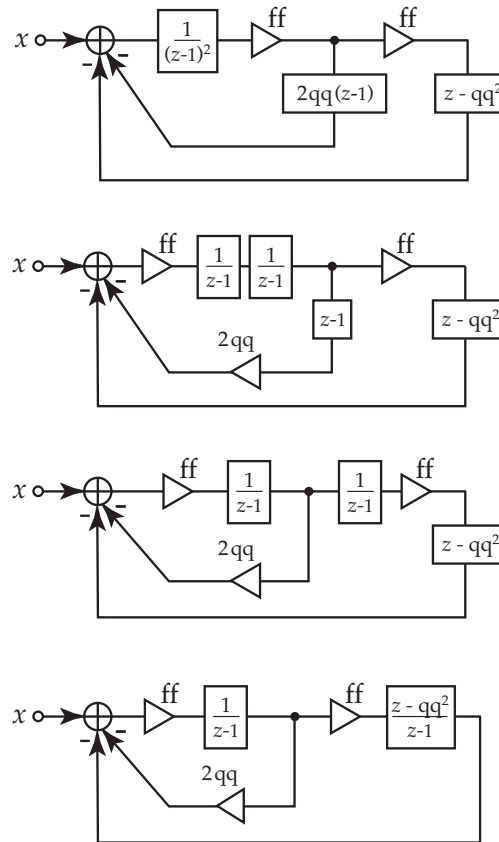 ff ff
x 1/(z-1)² 2qq(z-1) z - qq²
- -
ff ff
x 1/z-1 1/z-1 z-1 z - qq²
- -
2qq
ff ff
x 1/z-1 1/z-1 z - qq²
- -
2qq
ff ff
x 1/z-1 z - qq²/z-1
- -
2qq